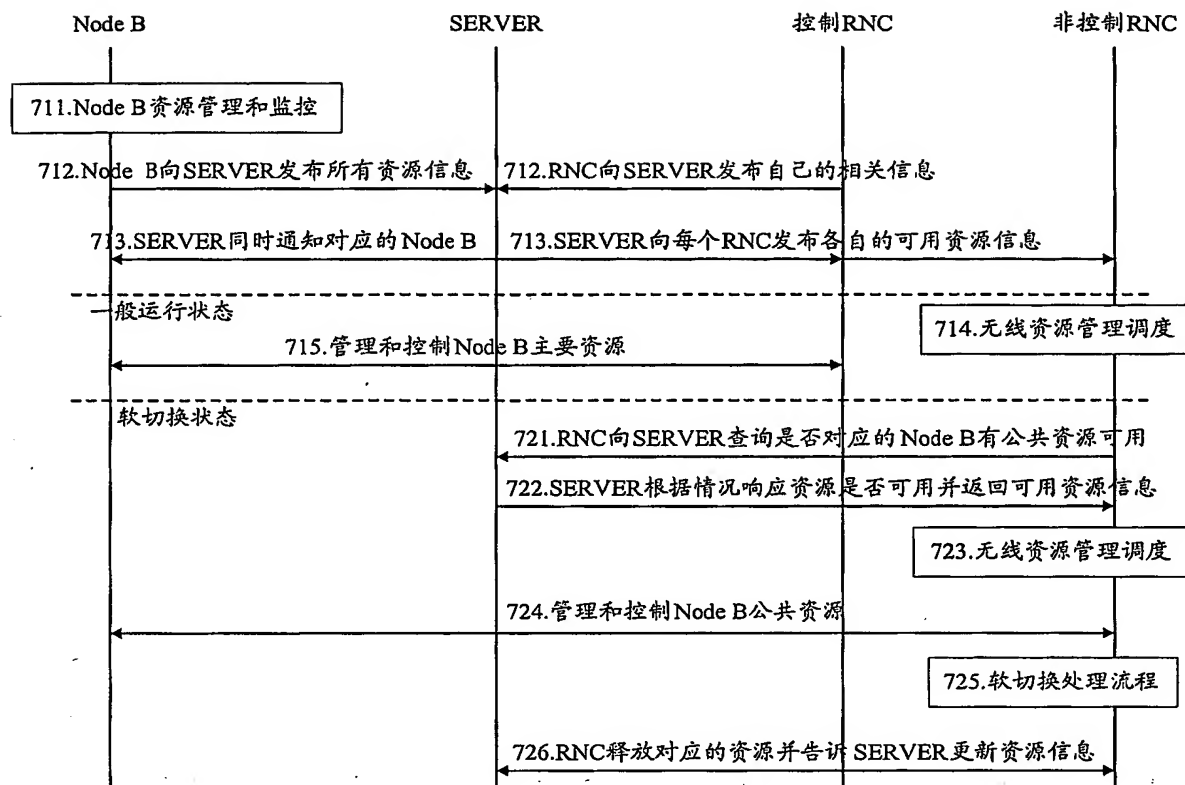 Node B
SERVER
控制RNC
非控制RNC
711.Node B资源管理和监控
712.Node B向SERVER发布所有资源信息
712.RNC向SERVER发布自己的相关信息
713.SERVER同时通知对应的Node B
713.SERVER向每个RNC发布各自的可用资源信息
一般运行状态
714.无线资源管理调度
715.管理和控制Node B主要资源
软切换状态
721.RNC向SERVER查询是否对应的Node B有公共资源可用
722.SERVER根据情况响应资源是否可用并返回可用资源信息
723.无线资源管理调度
724.管理和控制Node B公共资源
725.软切换处理流程
726.RNC释放对应的资源并告诉SERVER更新资源信息